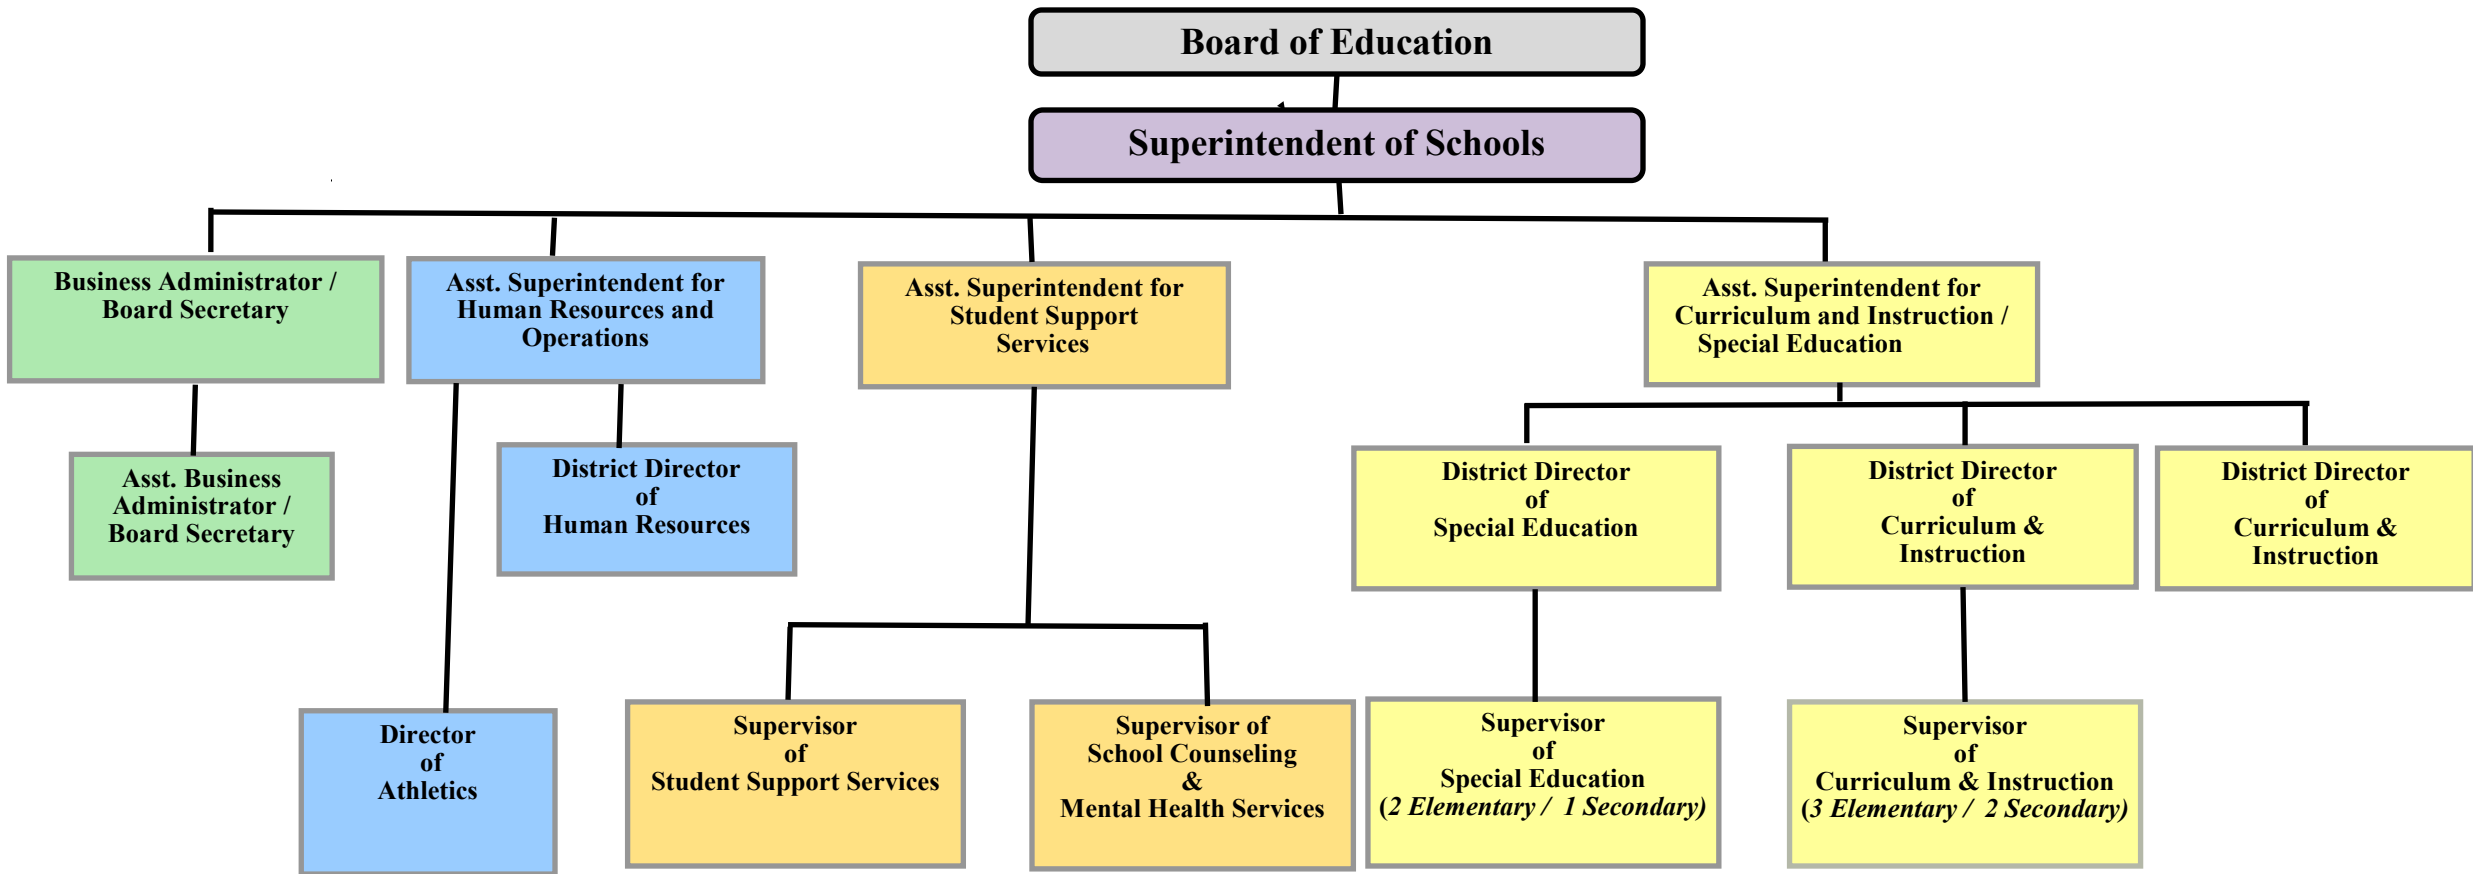 Board of Education
Superintendent of Schools
Business Administrator /
Board Secretary
Asst. Superintendent for
Human Resources and
Operations
Asst. Superintendent for
Student Support
Services
Asst. Superintendent for
Curriculum and Instruction /
Special Education
Asst. Business
Administrator /
Board Secretary
District Director
of
Human Resources
District Director
of
Special Education
District Director
of
Curriculum &
Instruction
District Director
of
Curriculum &
Instruction
Director
of
Athletics
Supervisor
of
Student Support Services
Supervisor of
School Counseling
&
Mental Health Services
Supervisor
of
Special Education
(2 Elementary / 1 Secondary)
Supervisor
of
Curriculum & Instruction
(3 Elementary / 2 Secondary)